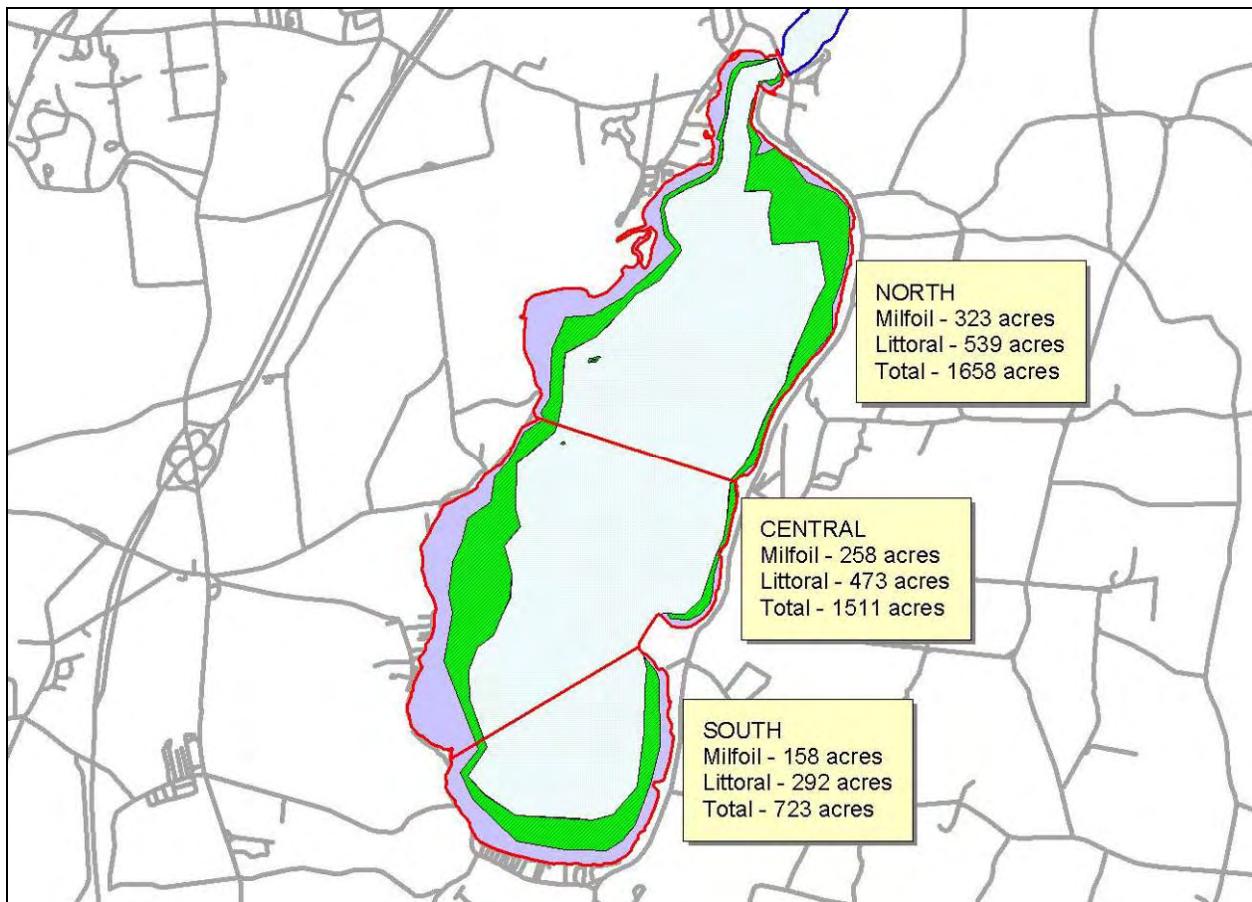 NORTH
Milfoil - 323 acres
Littoral - 539 acres
Total - 1658 acres
CENTRAL
Milfoil - 258 acres
Littoral - 473 acres
Total - 1511 acres
SOUTH
Milfoil - 158 acres
Littoral - 292 acres
Total - 723 acres